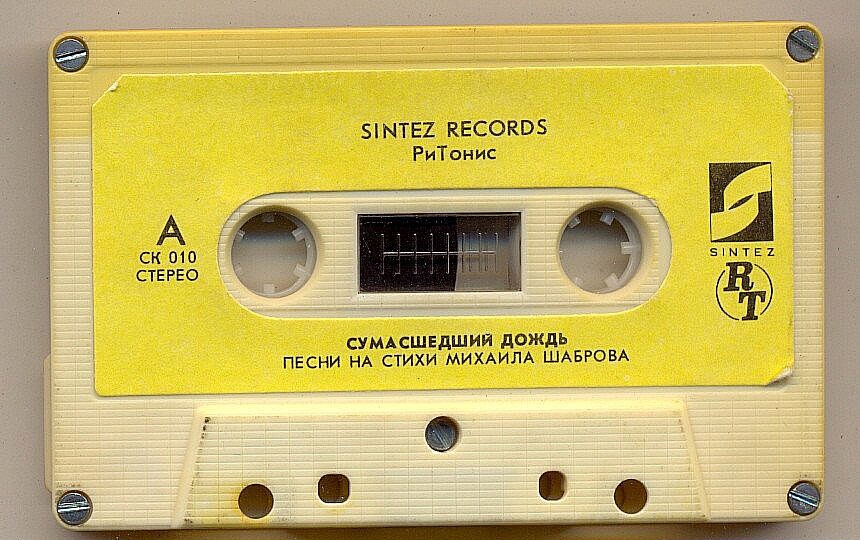 SINTEZ RECORDS
РиТонис
А
СК 010
СТЕРЕО
SINTEZ
RT
СУМАСШЕДШИЙ ДОЖДЬ
ПЕСНИ НА СТИХИ МИХАИЛА ШАБРОВА